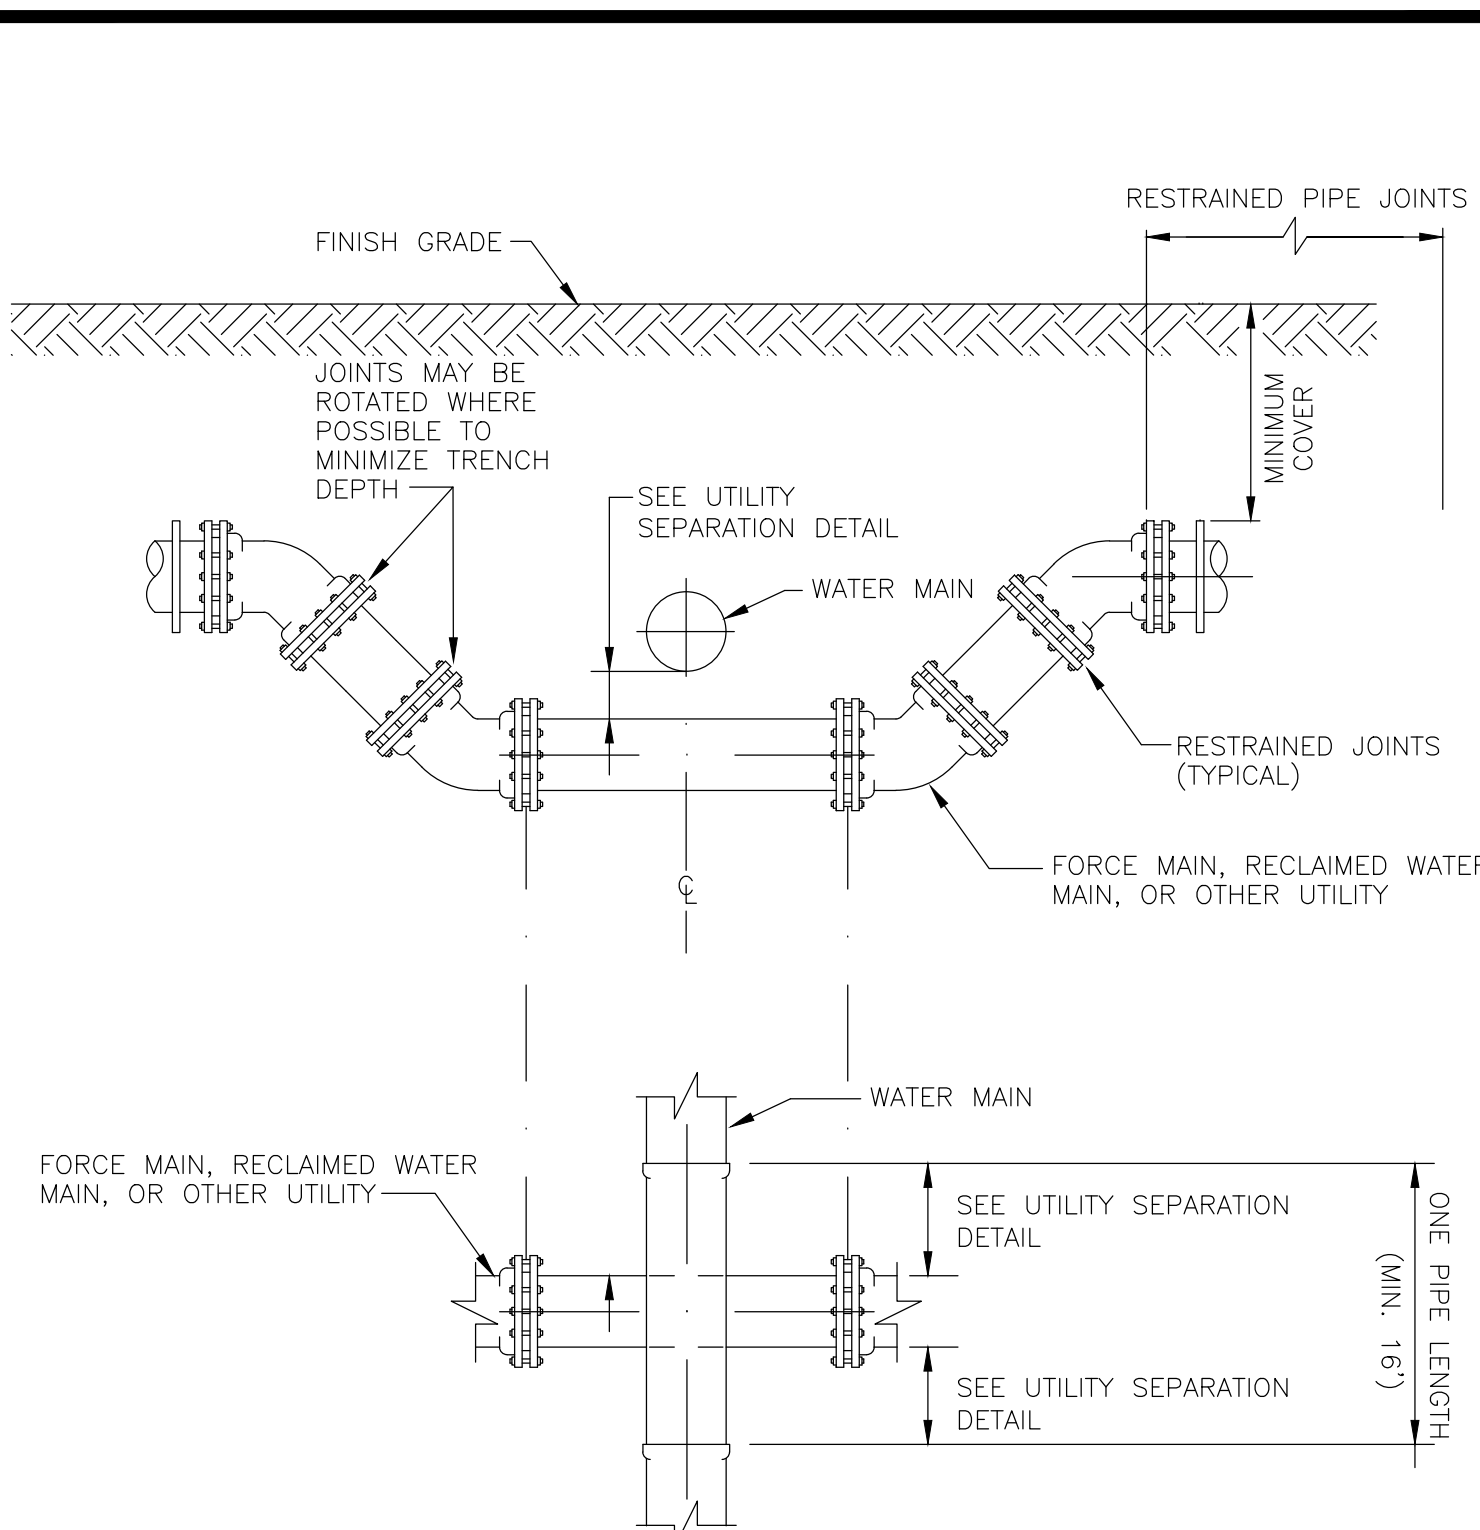 RESTRAINED PIPE JOINTS
FINISH GRADE
JOINTS MAY BE
ROTATED WHERE
POSSIBLE TO
MINIMIZE TRENCH
DEPTH
MINIMUM
COVER
SEE UTILITY
SEPARATION DETAIL
WATER MAIN
RESTRAINED JOINTS
(TYPICAL)
FORCE MAIN, RECLAIMED WATER
MAIN, OR OTHER UTILITY
℄
WATER MAIN
FORCE MAIN, RECLAIMED WATER
MAIN, OR OTHER UTILITY
SEE UTILITY SEPARATION
DETAIL
ONE PIPE LENGTH
(MIN. 16')
SEE UTILITY SEPARATION
DETAIL